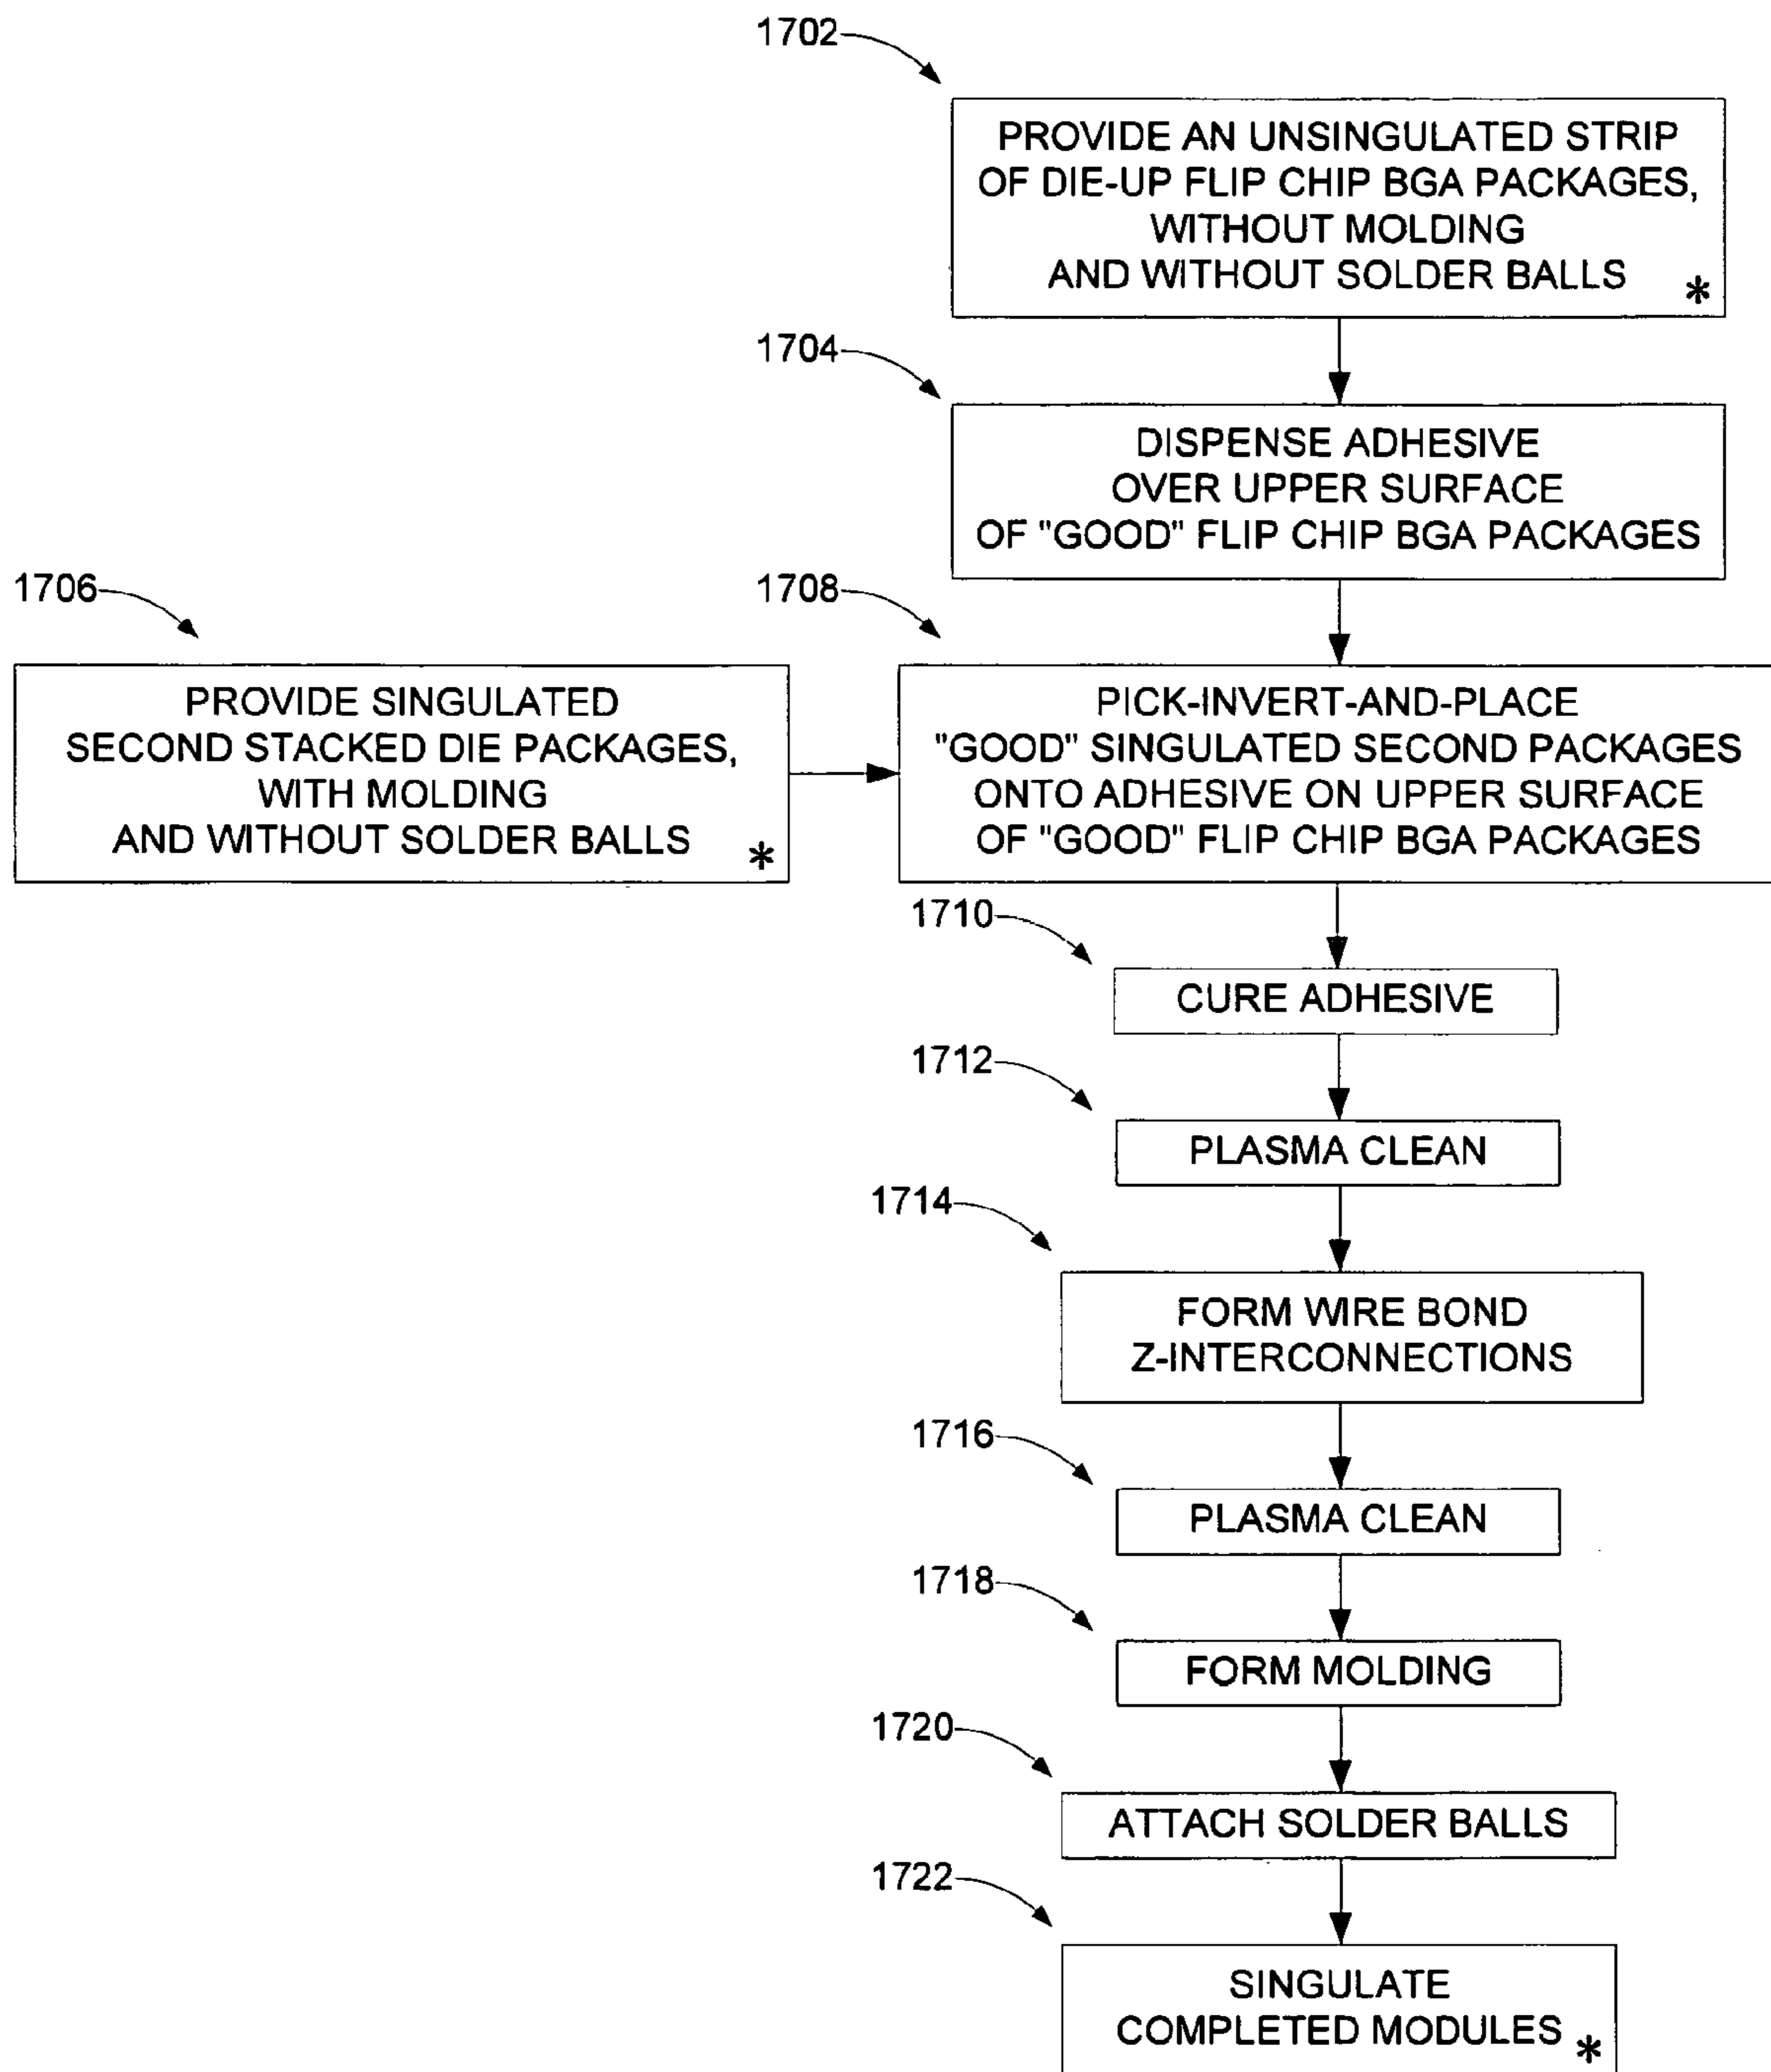 1702
PROVIDE AN UNSINGULATED STRIP
OF DIE-UP FLIP CHIP BGA PACKAGES,
WITHOUT MOLDING
AND WITHOUT SOLDER BALLS *
1704
DISPENSE ADHESIVE
OVER UPPER SURFACE
OF "GOOD" FLIP CHIP BGA PACKAGES
1706
PROVIDE SINGULATED
SECOND STACKED DIE PACKAGES,
WITH MOLDING
AND WITHOUT SOLDER BALLS *
1708
PICK-INVERT-AND-PLACE
"GOOD" SINGULATED SECOND PACKAGES
ONTO ADHESIVE ON UPPER SURFACE
OF "GOOD" FLIP CHIP BGA PACKAGES
1710
CURE ADHESIVE
1712
PLASMA CLEAN
1714
FORM WIRE BOND
Z-INTERCONNECTIONS
1716
PLASMA CLEAN
1718
FORM MOLDING
1720
ATTACH SOLDER BALLS
1722
SINGULATE
COMPLETED MODULES *